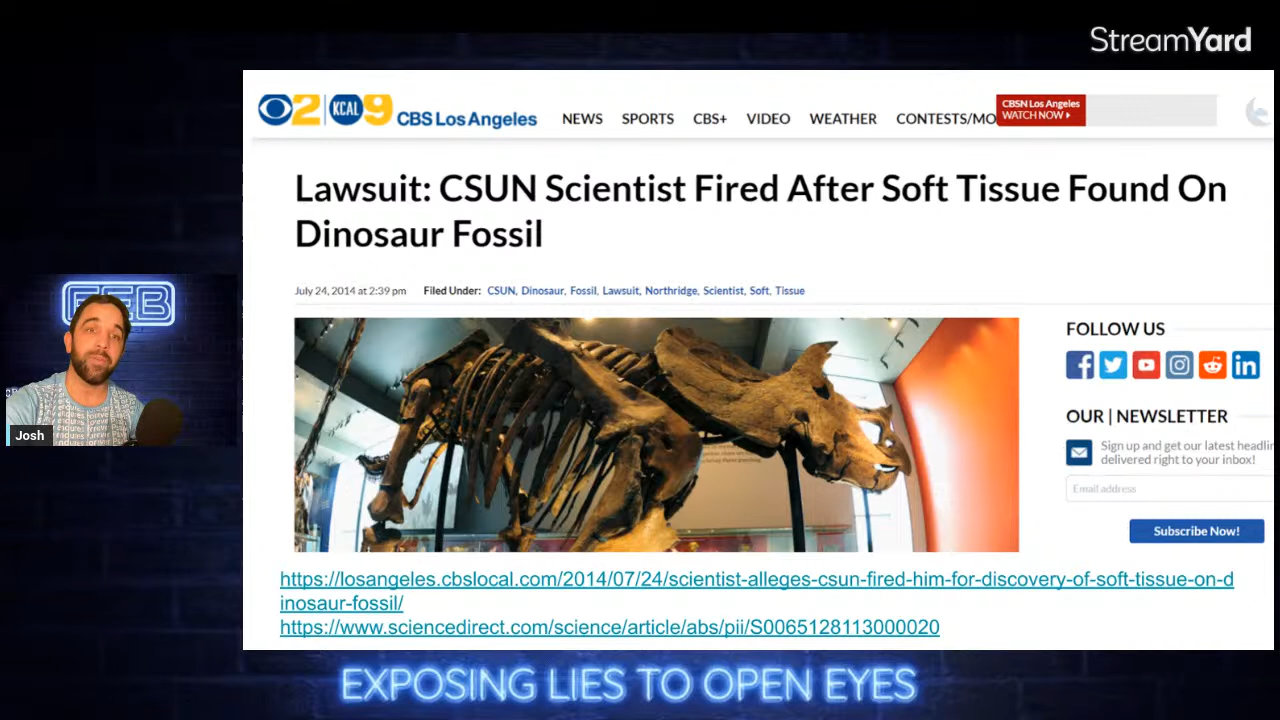 StreamYard
2 KCAL 9 CBS Los Angeles
NEWS SPORTS CBS+ VIDEO WEATHER CONTESTS/MO
CBSN Los Angeles
WATCH NOW
Lawsuit: CSUN Scientist Fired After Soft Tissue Found On
Dinosaur Fossil
July 24, 2014 at 2:39 pm Filed Under: CSUN, Dinosaur, Fossil, Lawsuit, Northridge, Scientist, Soft, Tissue
FOLLOW US
OUR | NEWSLETTER
Sign up and get our latest headlin
delivered right to your inbox!
Email address
Subscribe Now!
FEB
Josh
https://losangeles.cbslocal.com/2014/07/24/scientist-alleges-csun-fired-him-for-discovery-of-soft-tissue-on-d
inosaur-fossil/
https://www.sciencedirect.com/science/article/abs/pii/S0065128113000020
EXPOSING LIES TO OPEN EYES